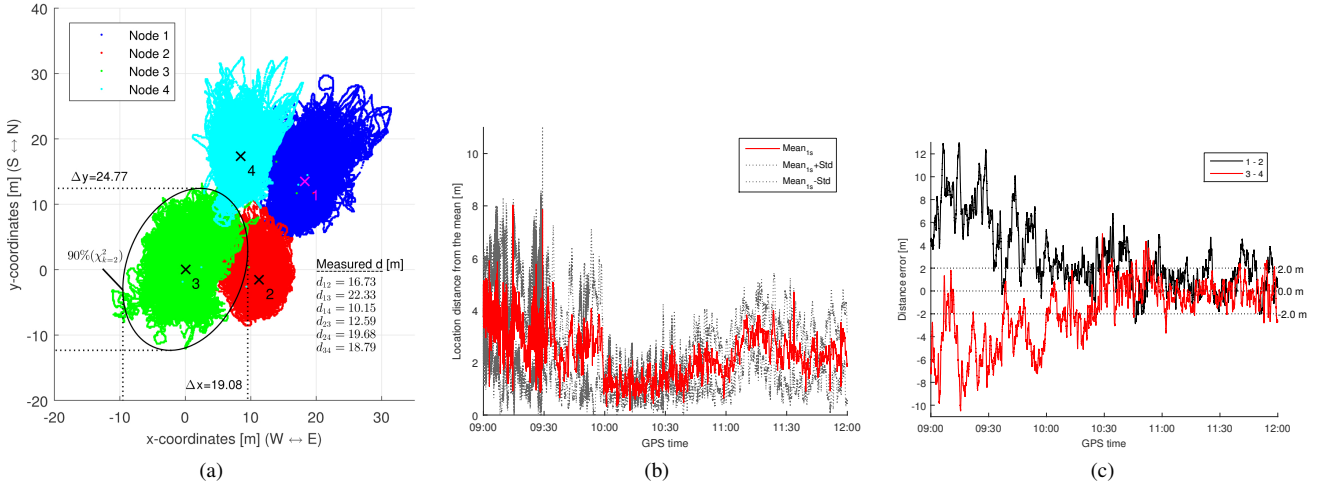 40
30
20
10
0
-10
-20
-20
-10
0
10
20
30
y-coordinates [m] (S ↔ N)
x-coordinates [m] (W ↔ E)
Node 1
Node 2
Node 3
Node 4
4
1
3
2
Δy=24.77
90%(χ²ₖ₌₂)
Δx=19.08
Measured d [m]
d₁₂ = 16.73
d₁₃ = 22.33
d₁₄ = 10.15
d₂₃ = 12.59
d₂₄ = 19.68
d₃₄ = 18.79
(a)
Location distance from the mean [m]
10
8
6
4
2
0
Mean₁ₛ
Mean₁ₛ+Std
Mean₁ₛ-Std
09:00
09:30
10:00
10:30
11:00
11:30
12:00
GPS time
(b)
Distance error [m]
12
10
8
6
4
2
0
-2
-4
-6
-8
-10
1 - 2
3 - 4
2.0 m
0.0 m
-2.0 m
09:00
09:30
10:00
10:30
11:00
11:30
12:00
GPS time
(c)